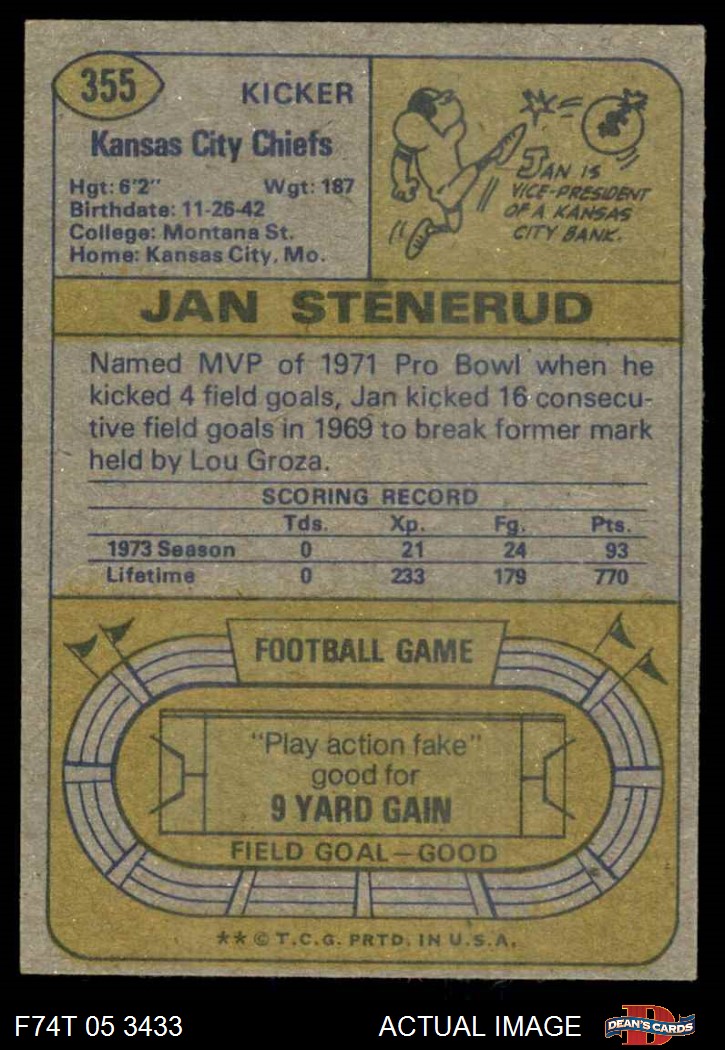 355
KICKER
Kansas City Chiefs
Hgt: 6'2" Wgt: 187
Birthdate: 11-26-42
College: Montana St.
Home: Kansas City, Mo.
JAN IS
VICE-PRESIDENT
OF A KANSAS
CITY BANK.
JAN STENERUD
Named MVP of 1971 Pro Bowl when he
kicked 4 field goals, Jan kicked 16 consecu-
tive field goals in 1969 to break former mark
held by Lou Groza.
SCORING RECORD
Tds. Xp. Fg. Pts.
1973 Season 0 21 24 93
Lifetime 0 233 179 770
FOOTBALL GAME
"Play action fake"
good for
9 YARD GAIN
FIELD GOAL—GOOD
** © T.C.G. PRTD. IN U.S.A.
F74T 05 3433
ACTUAL IMAGE
D
DEAN'S CARDS